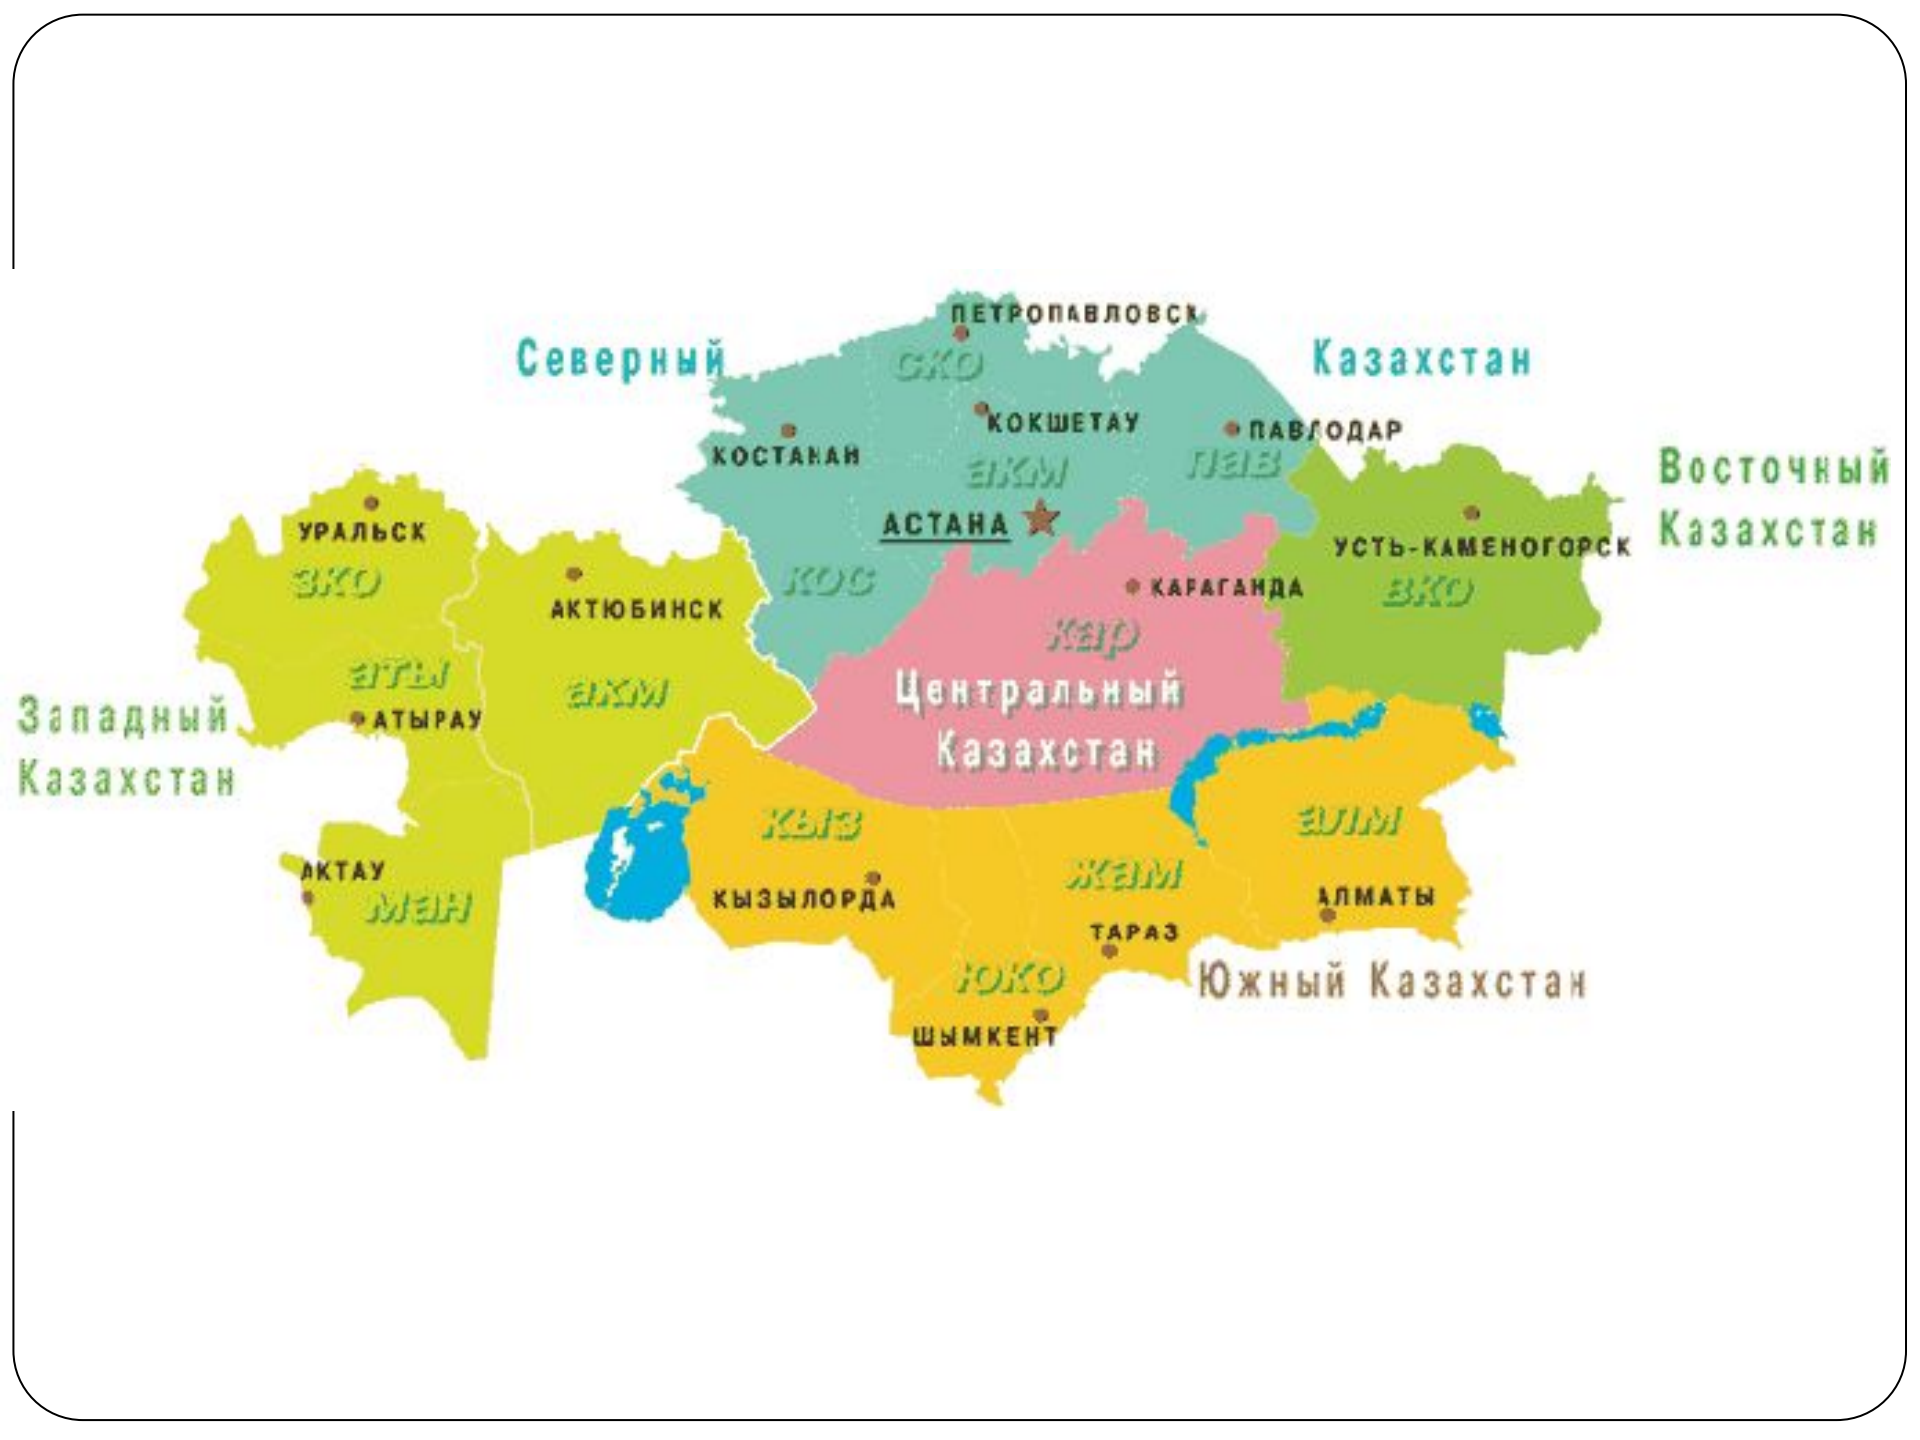 ПЕТРОПАВЛОВСК
Северный
Казахстан
СКО
КОКШЕТАУ
ПАВЛОДАР
КОСТАНАЙ
акм
пав
Восточный
Казахстан
АСТАНА
УРАЛЬСК
УСТЬ-КАМЕНОГОРСК
зко
кос
КАРАГАНДА
вко
АКТЮБИНСК
кар
аты
акм
Центральный
Казахстан
Западный
Казахстан
АТЫРАУ
кыз
алм
АКТАУ
жам
ман
КЫЗЫЛОРДА
АЛМАТЫ
ТАРАЗ
ЮКО
Южный Казахстан
ШЫМКЕНТ